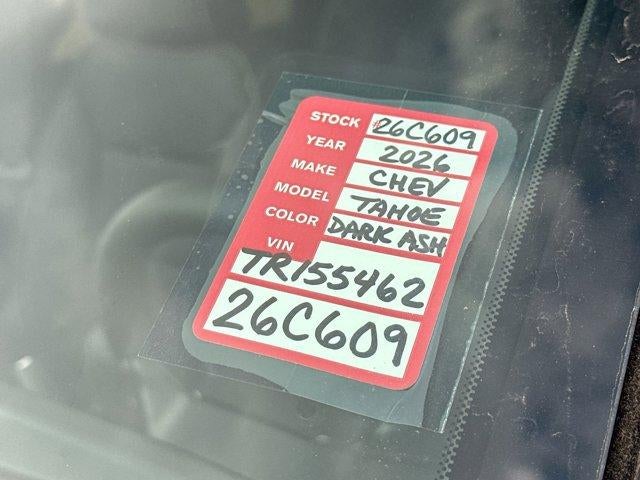 STOCK #26C609
YEAR 2026
MAKE CHEV
MODEL TAHOE
COLOR DARK ASH
VIN
TR155462
26C609